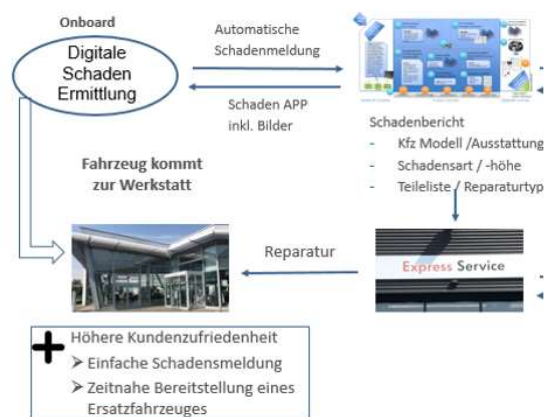 Onboard
Digitale
Schaden
Ermittlung
Automatische
Schadenmeldung
Schaden APP
inkl. Bilder
Schadenbericht
- Kfz Modell /Ausstattung
- Schadensart / -höhe
- Teileliste / Reparaturtyp
Fahrzeug kommt
zur Werkstatt
Reparatur
Express Service
Höhere Kundenzufriedenheit
➢ Einfache Schadensmeldung
➢ Zeitnahe Bereitstellung eines
Ersatzfahrzeuges